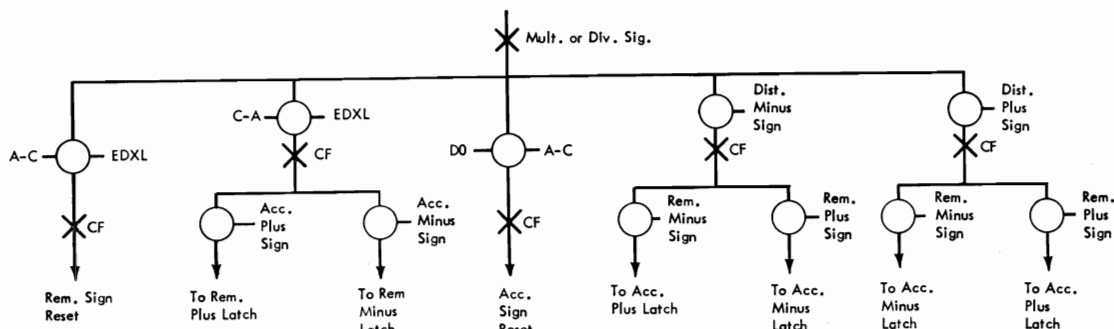 Mult. or Div. Sig.
A-C
EDXL
CF
Rem. Sign
Reset
C-A
EDXL
CF
Acc.
Plus
Sign
To Rem.
Plus Latch
Acc.
Minus
Sign
To Rem
Minus
Latch
D0
A-C
CF
Acc.
Sign
Reset
Dist.
Minus
Sign
CF
Rem.
Minus
Sign
To Acc.
Plus Latch
Rem.
Plus
Sign
To Acc.
Minus
Latch
Dist.
Plus
Sign
CF
Rem.
Minus
Sign
To Acc.
Minus
Latch
Rem.
Plus
Sign
To Acc.
Plus
Latch